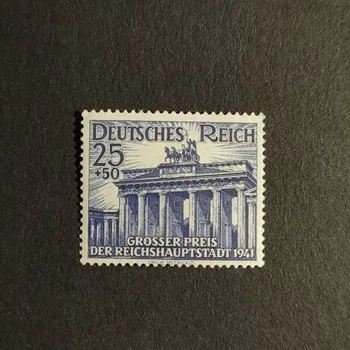 DEUTSCHES REICH
25
+50
GROSSER PREIS
DER REICHSHAUPTSTADT 1941